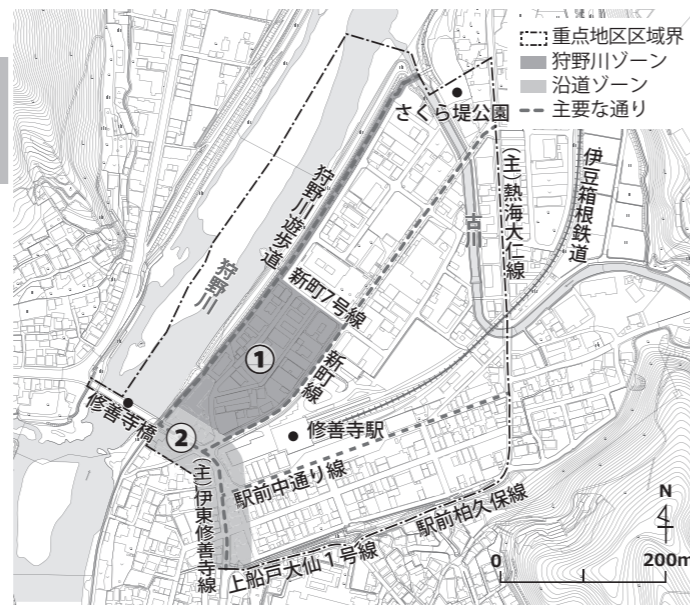 重点地区区域界
狩野川ゾーン
沿道ゾーン
主要な通り
さくら堤公園
(主)熱海大仁線
伊豆箱根鉄道
古川
狩野川遊歩道
狩野川
新町7号線
①
新町線
修善寺橋
②
修善寺駅
(主)伊東修善寺線
駅前中通り線
駅前柏久保線
上船戸大仙1号線
N
0
200m